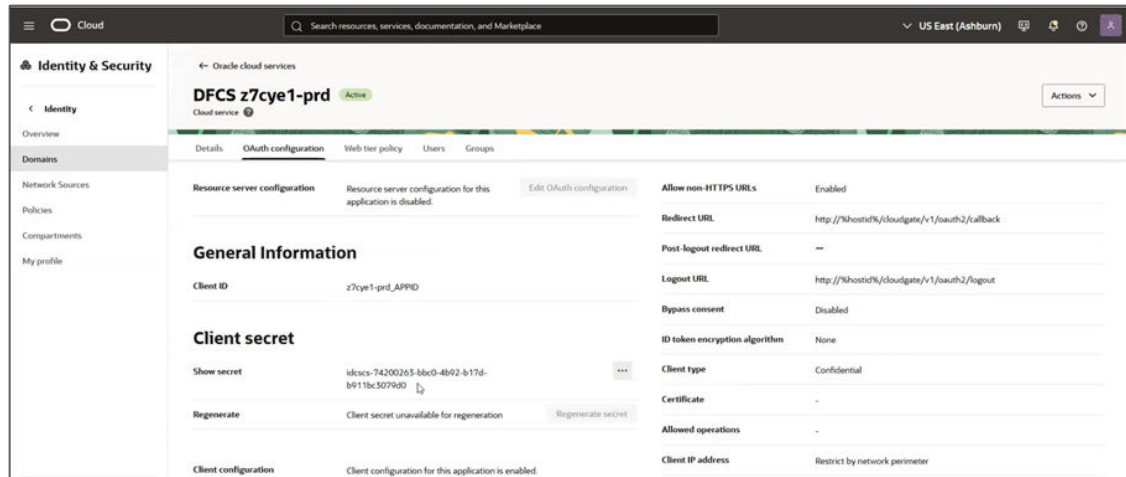 Cloud
Search resources, services, documentation, and Marketplace
US East (Ashburn)
Identity & Security
Identity
Overview
Domains
Network Sources
Policies
Compartments
My profile
← Oracle cloud services
DFCS z7cye1-prd Active
Cloud service
Actions
Details OAuth configuration Web tier policy Users Groups
Resource server configuration
Resource server configuration for this
application is disabled.
Edit OAuth configuration
General Information
Client ID z7cye1-prd_APPID
Client secret
Show secret
idcscs-74200263-bbc0-4b92-b17d-
b911bc3079d0
...
Regenerate Client secret unavailable for regeneration Regenerate secret
Client configuration Client configuration for this application is enabled.
Allow non-HTTPS URLs Enabled
Redirect URL http://%hostid%/cloudgate/v1/oauth2/callback
Post-logout redirect URL —
Logout URL http://%hostid%/cloudgate/v1/oauth2/logout
Bypass consent Disabled
ID token encryption algorithm None
Client type Confidential
Certificate -
Allowed operations -
Client IP address Restrict by network perimeter